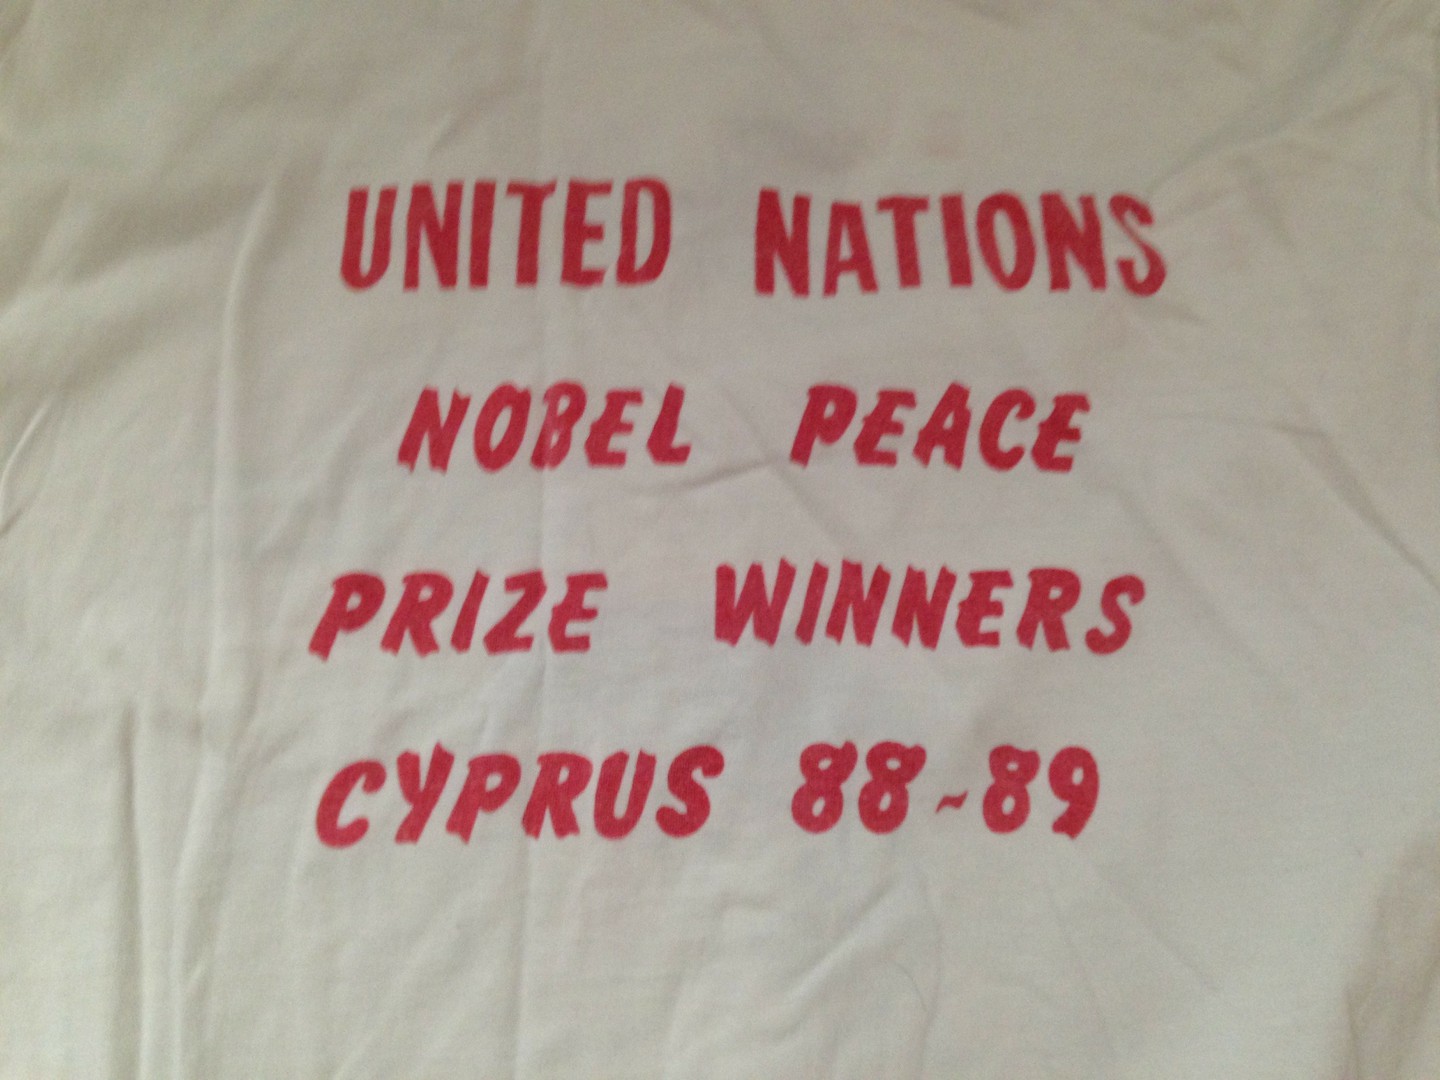 UNITED NATIONS
NOBEL PEACE
PRIZE WINNERS
CYPRUS 88-89